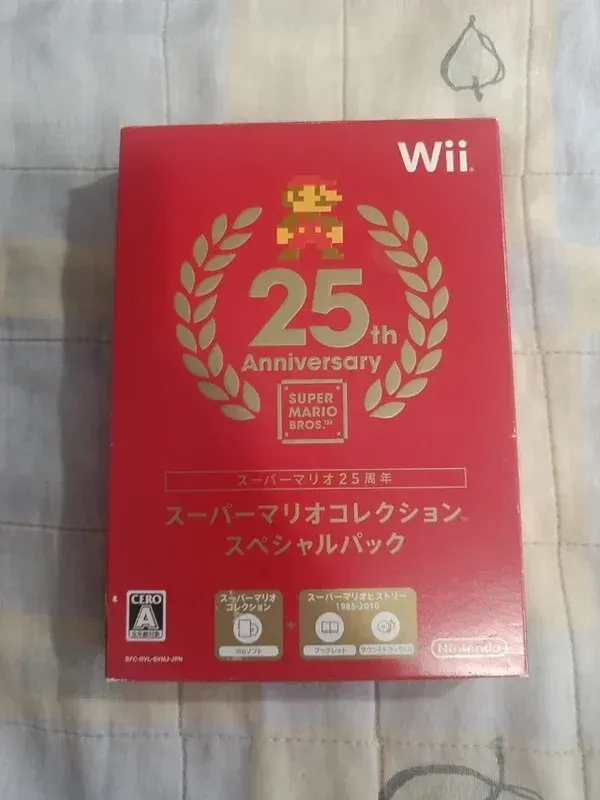 Wii
25th
Anniversary
SUPER
MARIO
BROS.™
スーパーマリオ25周年
スーパーマリオコレクション™
スペシャルパック
CERO
A
全年齢対象
スーパーマリオ
コレクション
Wiiソフト
+
スーパーマリオヒストリー
1985-2010
ブックレット
サウンドトラックCD
Nintendo
RFC-RVL-SVMJ-JPN